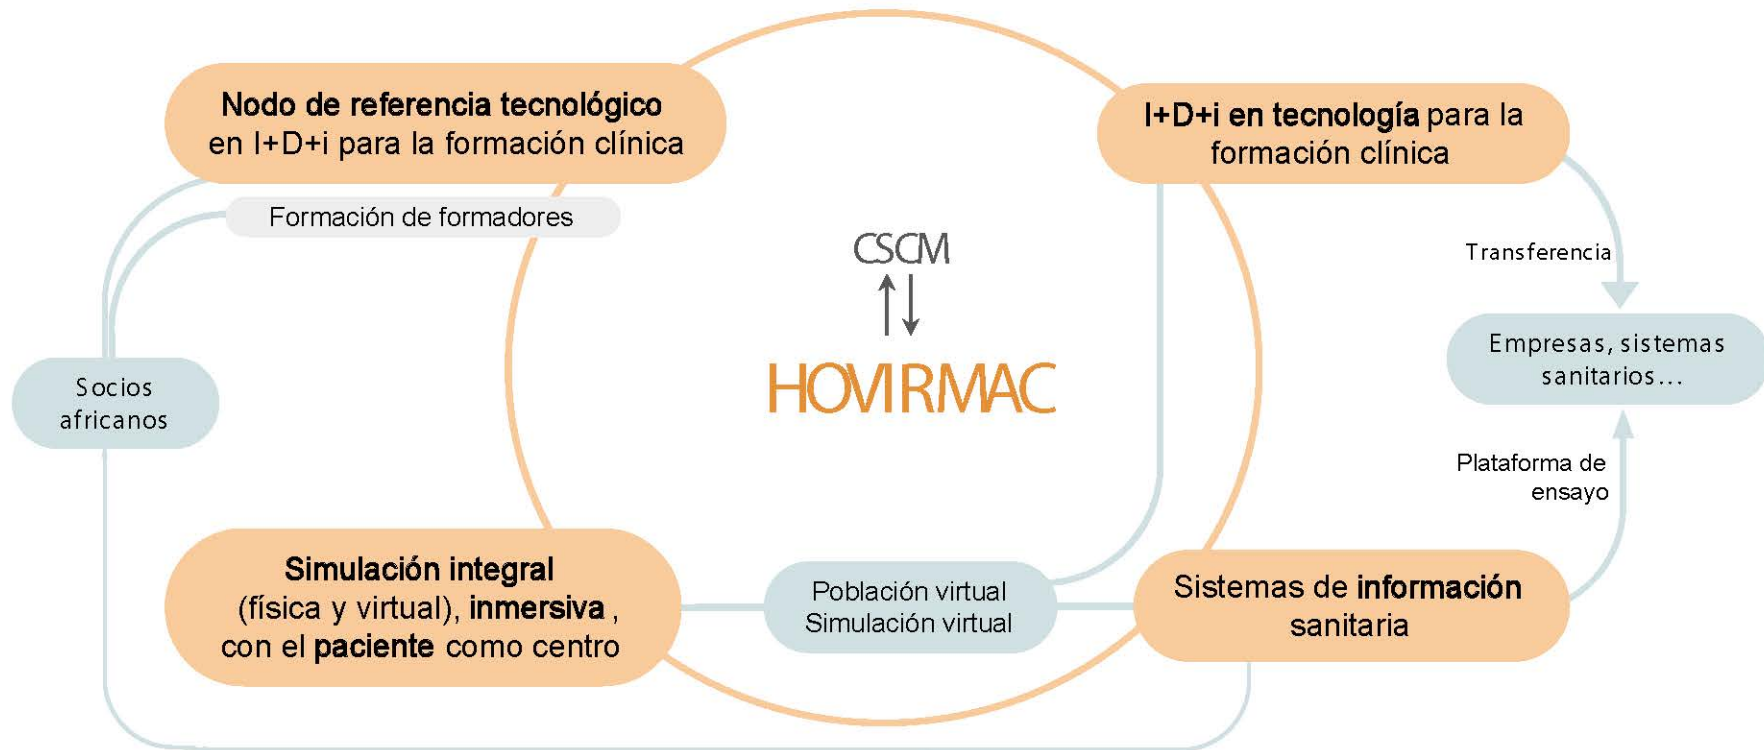 Nodo de referencia tecnológico
en I+D+i para la formación clínica
Formación de formadores
I+D+i en tecnología para la
formación clínica
CSCM
HOVIRMAC
Transferencia
Empresas, sistemas
sanitarios...
Plataforma de
ensayo
Socios
africanos
Simulación integral
(física y virtual), inmersiva ,
con el paciente como centro
Población virtual
Simulación virtual
Sistemas de información
sanitaria